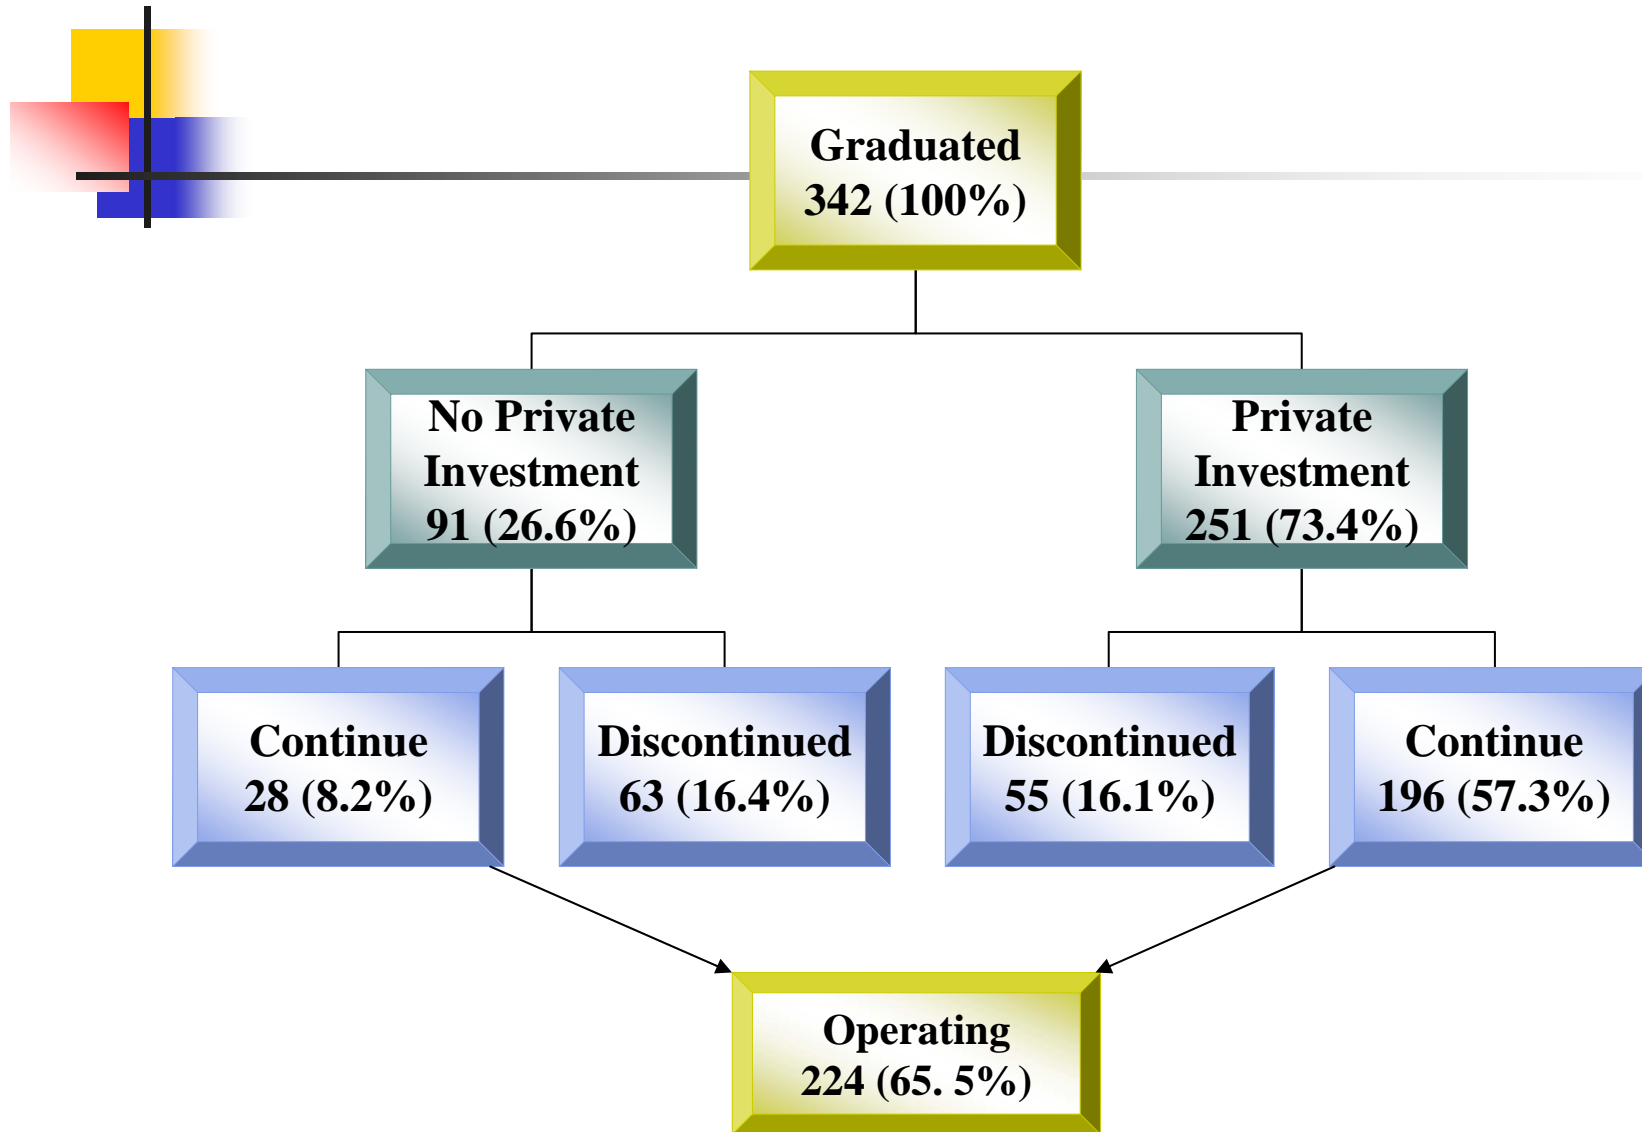 Graduated
342 (100%)
No Private
Investment
91 (26.6%)
Private
Investment
251 (73.4%)
Continue
28 (8.2%)
Discontinued
63 (16.4%)
Discontinued
55 (16.1%)
Continue
196 (57.3%)
Operating
224 (65. 5%)